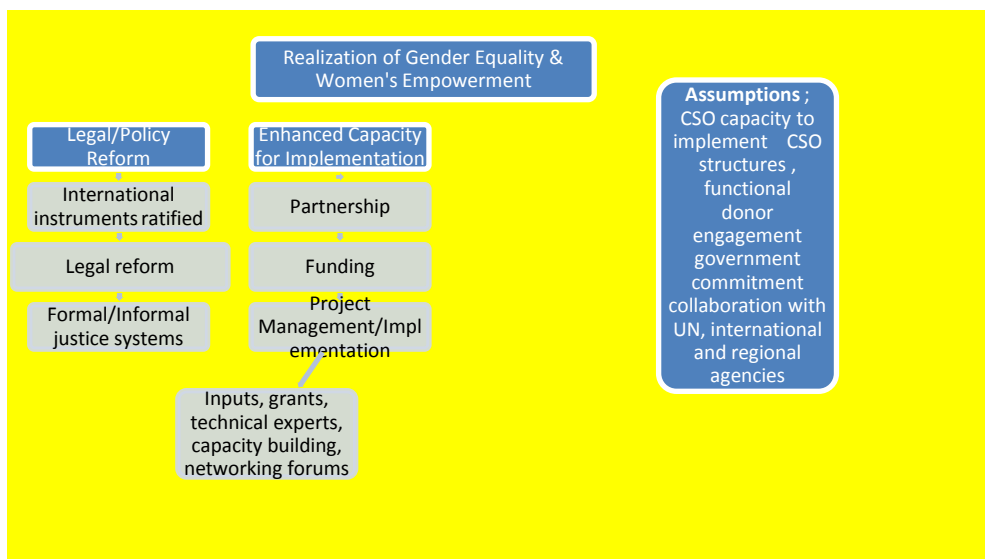 Realization of Gender Equality &
Women's Empowerment
Legal/Policy
Reform
International
instruments ratified
Legal reform
Formal/Informal
justice systems
Enhanced Capacity
for Implementation
Partnership
Funding
Project
Management/Impl
ementation
Inputs, grants,
technical experts,
capacity building,
networking forums
Assumptions ;
CSO capacity to
implement CSO
structures ,
functional
donor
engagement
government
commitment
collaboration with
UN, international
and regional
agencies